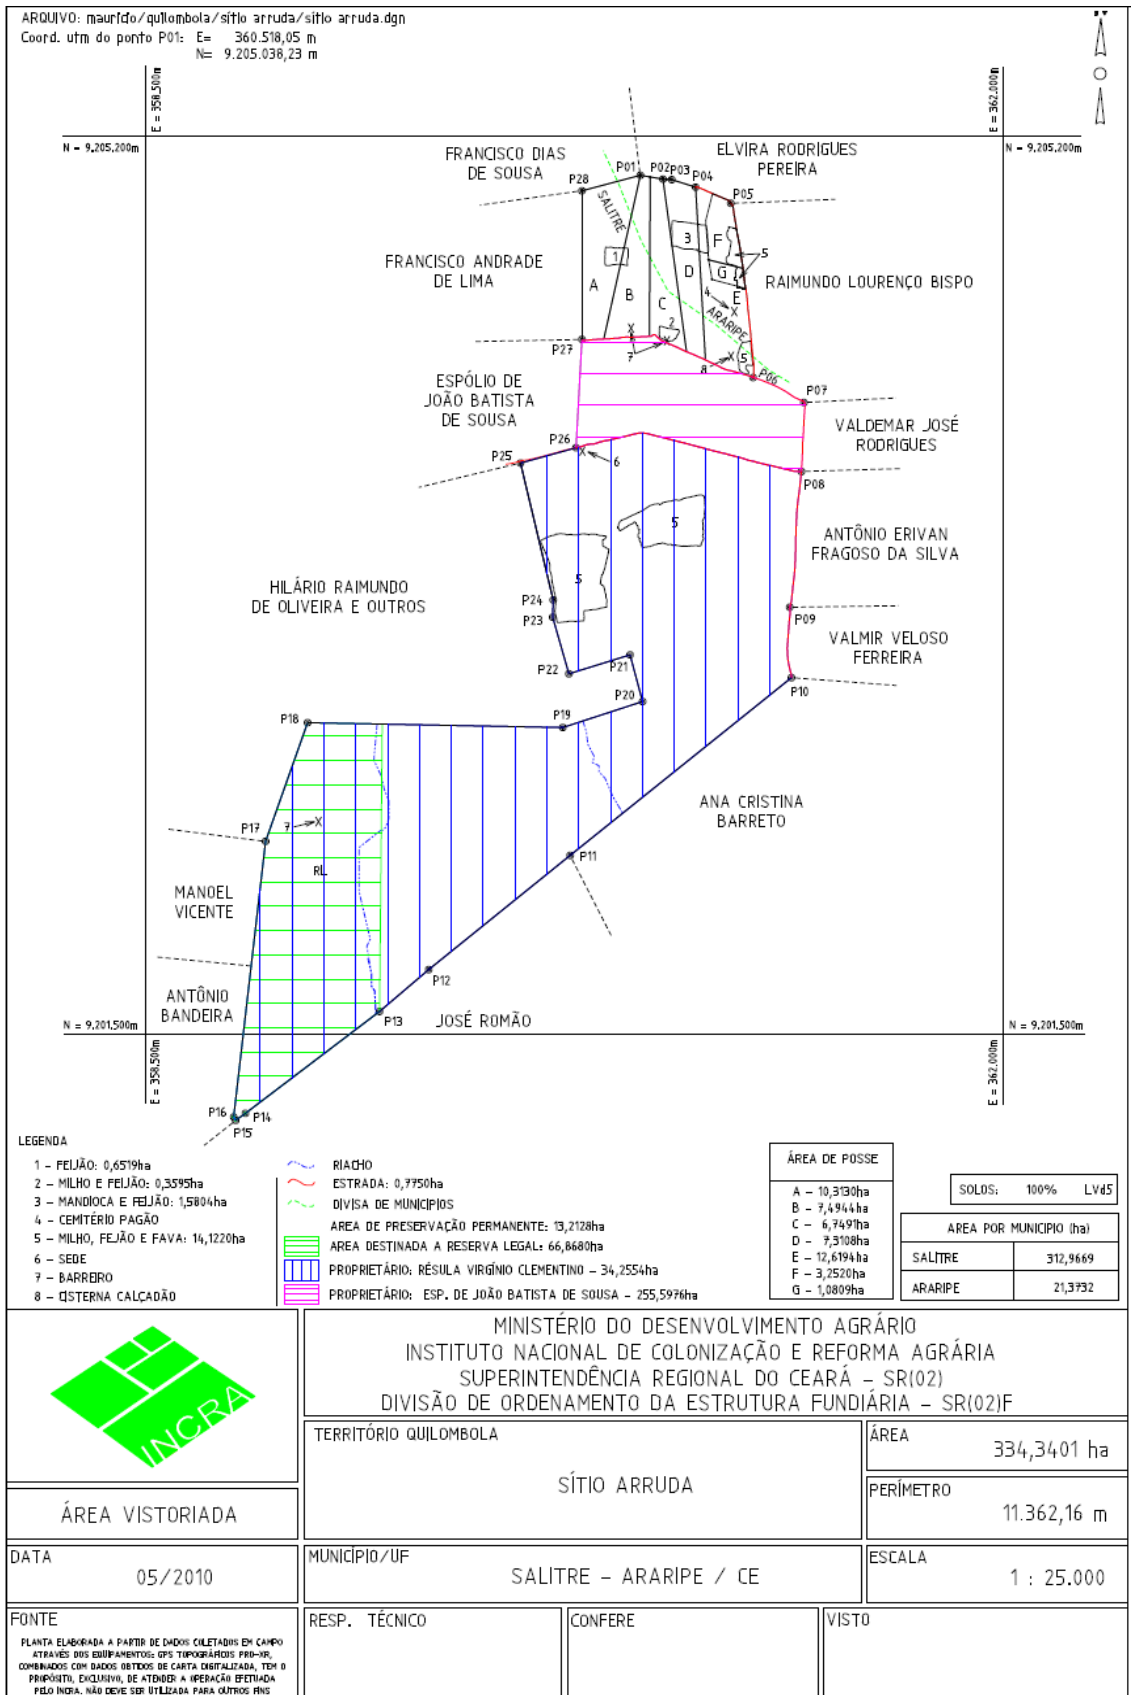 ARQUIVO: maurício/quilombola/sítio arruda/sítio arruda.dgn
Coord. utm do ponto P01: E= 360.518,05 m
N= 9.205.038,23 m
E = 358.500m
E = 362.000m
N = 9.205.200m
N = 9.205.200m
FRANCISCO DIAS
DE SOUSA
ELVIRA RODRIGUES
PEREIRA
P28
P01
P02
P03
P04
P05
SALITRE
1
3
F
5
G
A
B
C
D
E
4
X
ARARIPE
FRANCISCO ANDRADE
DE LIMA
RAIMUNDO LOURENÇO BISPO
P27
X
7
2
X
8
X
5
P06
P07
ESPÓLIO DE
JOÃO BATISTA
DE SOUSA
VALDEMAR JOSÉ
RODRIGUES
P26
X
6
P25
P08
5
ANTÔNIO ERIVAN
FRAGOSO DA SILVA
HILÁRIO RAIMUNDO
DE OLIVEIRA E OUTROS
5
P24
P23
P09
VALMIR VELOSO
FERREIRA
P22
P21
P10
P20
P19
P18
ANA CRISTINA
BARRETO
P17
7
X
P11
RL
MANOEL
VICENTE
P12
ANTÔNIO
BANDEIRA
P13
JOSÉ ROMÃO
N = 9.201.500m
N = 9.201.500m
E = 358.500m
E = 362.000m
P16
P14
P15
LEGENDA
1 - FEIJÃO: 0,6519ha
2 - MILHO E FEIJÃO: 0,3595ha
3 - MANDIOCA E FEIJÃO: 1,5804ha
4 - CEMITÉRIO PAGÃO
5 - MILHO, FEJÃO E FAVA: 14,1220ha
6 - SEDE
7 - BARREIRO
8 - CISTERNA CALÇADÃO
RIACHO
ESTRADA: 0,7750ha
DIVISA DE MUNICÍPIOS
AREA DE PRESERVAÇÃO PERMANENTE: 13,2128ha
AREA DESTINADA A RESERVA LEGAL: 66,8680ha
PROPRIETÁRIO: RÉSULA VIRGÍNIO CLEMENTINO - 34,2554ha
PROPRIETÁRIO: ESP. DE JOÃO BATISTA DE SOUSA - 255,5976ha
ÁREA DE POSSE
A - 10,3130ha
B - 7,4944ha
C - 6,7491ha
D - 7,3108ha
E - 12,6194ha
F - 3,2520ha
G - 1,0809ha
SOLOS: 100% LVd5
AREA POR MUNICIPIO (ha)
SALITRE 312,9669
ARARIPE 21,3732
INCRA
MINISTÉRIO DO DESENVOLVIMENTO AGRÁRIO
INSTITUTO NACIONAL DE COLONIZAÇÃO E REFORMA AGRÁRIA
SUPERINTENDÊNCIA REGIONAL DO CEARÁ - SR(02)
DIVISÃO DE ORDENAMENTO DA ESTRUTURA FUNDIÁRIA - SR(02)F
TERRITÓRIO QUILOMBOLA
SÍTIO ARRUDA
ÁREA
334,3401 ha
PERÍMETRO
11.362,16 m
ÁREA VISTORIADA
DATA
05/2010
MUNICÍPIO/UF
SALITRE - ARARIPE / CE
ESCALA
1 : 25.000
FONTE
PLANTA ELABORADA A PARTIR DE DADOS COLETADOS EM CAMPO
ATRAVÉS DOS EQUIPAMENTOS: GPS TOPOGRÁFICOS PRO-XR,
COMBINADOS COM DADOS OBTIDOS DE CARTA DIGITALIZADA, TEM O
PROPÓSITO, EXCLUSIVO, DE ATENDER A OPERAÇÃO EFETUADA
PELO INCRA. NÃO DEVE SER UTILIZADA PARA OUTROS FINS
RESP. TÉCNICO
CONFERE
VISTO